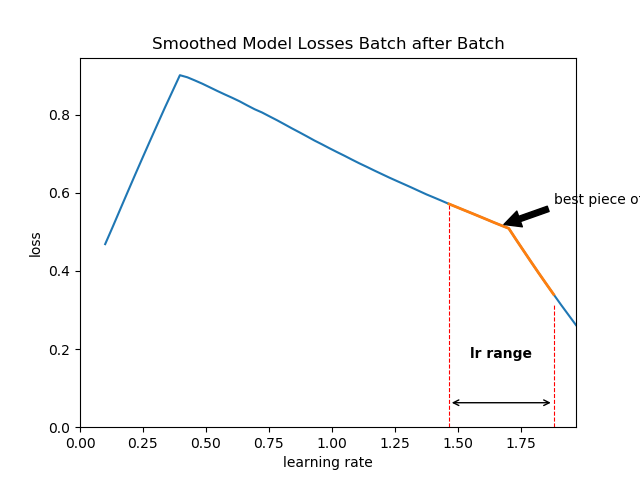 Smoothed Model Losses Batch after Batch
0.8
0.6
0.4
0.2
0.0
loss
best piece of
lr range
0.00 0.25 0.50 0.75 1.00 1.25 1.50 1.75
learning rate